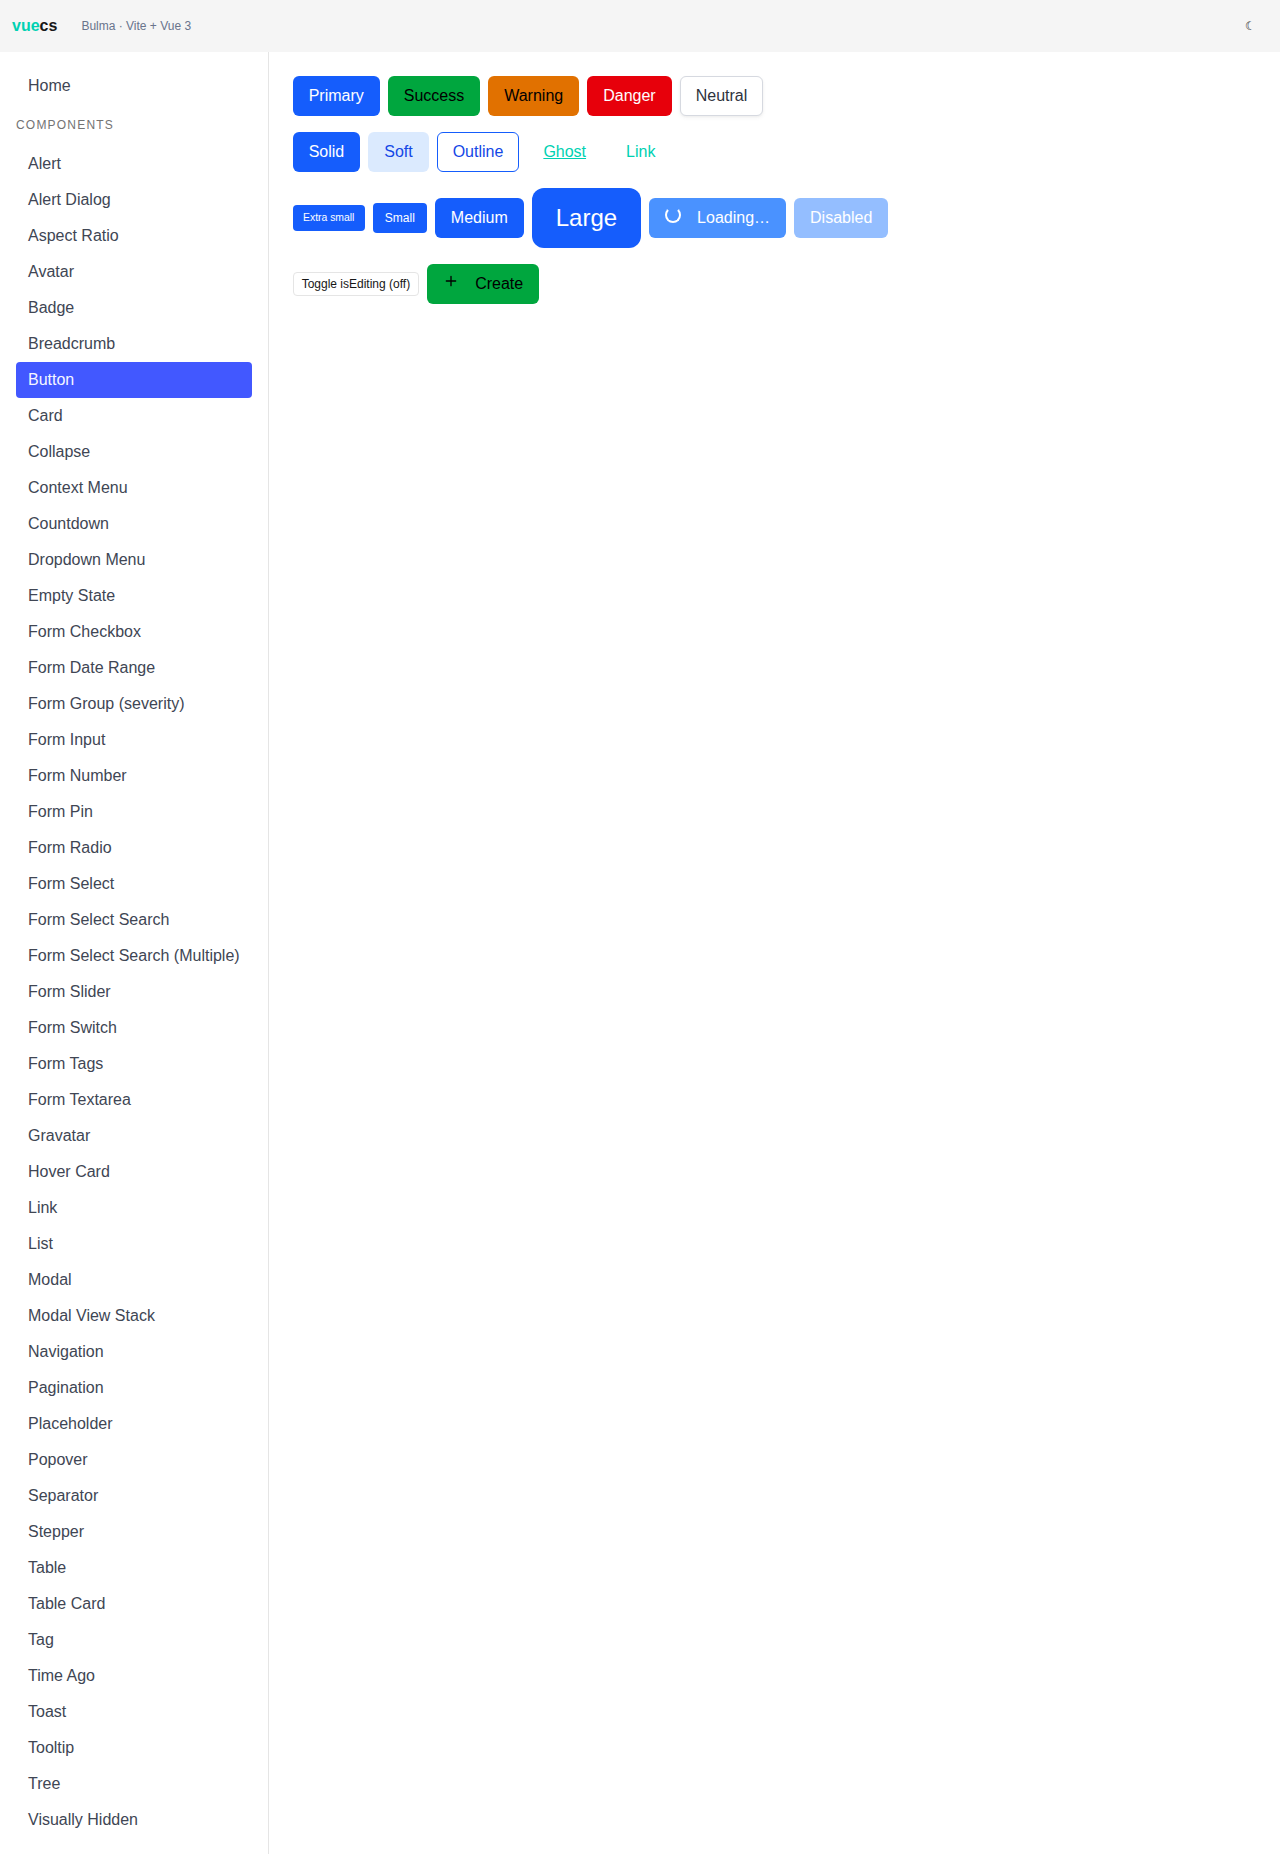 vuecs Bulma · Vite + Vue 3
Home
COMPONENTS
Alert
Alert Dialog
Aspect Ratio
Avatar
Badge
Breadcrumb
Button
Card
Collapse
Context Menu
Countdown
Dropdown Menu
Empty State
Form Checkbox
Form Date Range
Form Group (severity)
Form Input
Form Number
Form Pin
Form Radio
Form Select
Form Select Search
Form Select Search (Multiple)
Form Slider
Form Switch
Form Tags
Form Textarea
Gravatar
Hover Card
Link
List
Modal
Modal View Stack
Navigation
Pagination
Placeholder
Popover
Separator
Stepper
Table
Table Card
Tag
Time Ago
Toast
Tooltip
Tree
Visually Hidden
Primary Success Warning Danger Neutral
Solid Soft Outline Ghost Link
Extra small Small Medium Large Loading… Disabled
Toggle isEditing (off) + Create